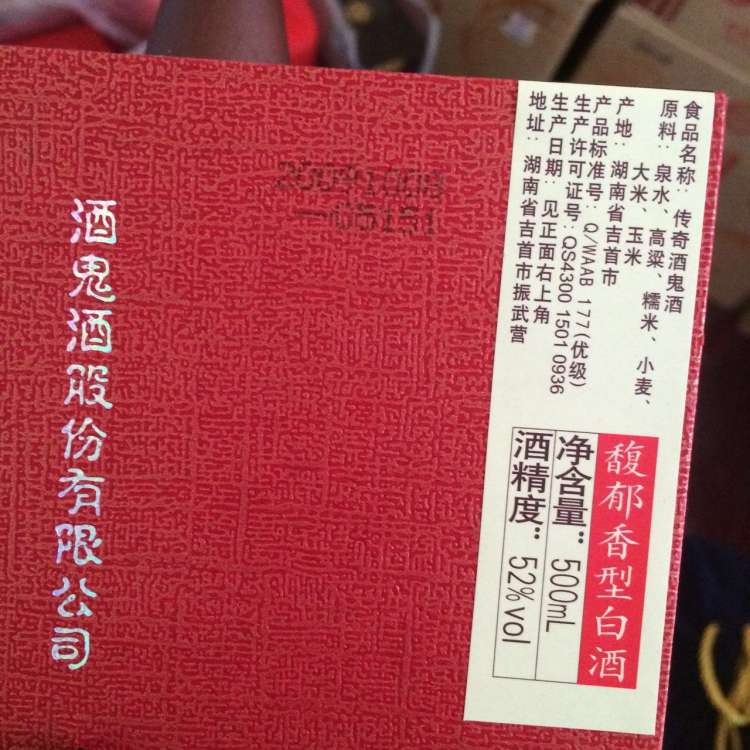 食品名称：传奇酒鬼酒
原料：泉水、高粱、糯米、小麦、
大米、玉米
产地：湖南省吉首市
产品标准号：Q/WAAB 177(优级)
生产许可证号：QS4300 1501 0936
生产日期：见正面右上角
地址：湖南省吉首市振武营
馥郁香型白酒
净含量：500mL
酒精度：52%vol
20091003
-05151
酒鬼酒股份有限公司